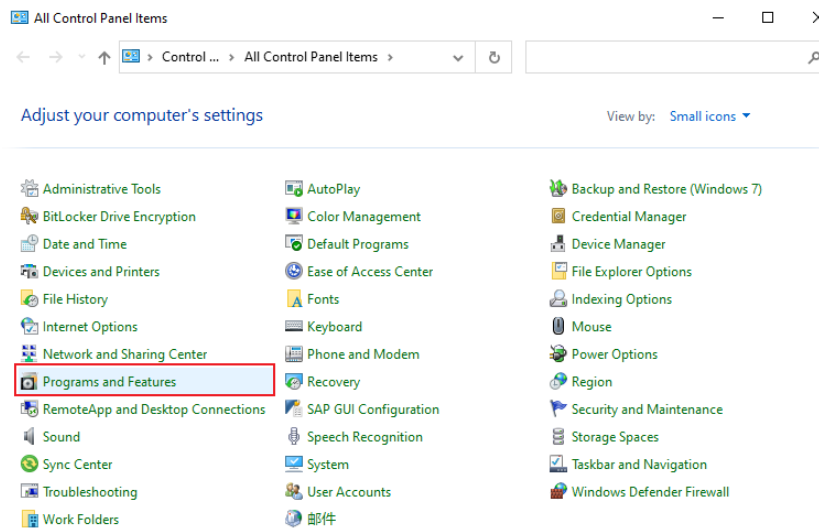 All Control Panel Items
Control ... › All Control Panel Items ›
Adjust your computer's settings
View by: Small icons
Administrative Tools
AutoPlay
Backup and Restore (Windows 7)
BitLocker Drive Encryption
Color Management
Credential Manager
Date and Time
Default Programs
Device Manager
Devices and Printers
Ease of Access Center
File Explorer Options
File History
Fonts
Indexing Options
Internet Options
Keyboard
Mouse
Network and Sharing Center
Phone and Modem
Power Options
Programs and Features
Recovery
Region
RemoteApp and Desktop Connections
SAP GUI Configuration
Security and Maintenance
Sound
Speech Recognition
Storage Spaces
Sync Center
System
Taskbar and Navigation
Troubleshooting
User Accounts
Windows Defender Firewall
Work Folders
邮件